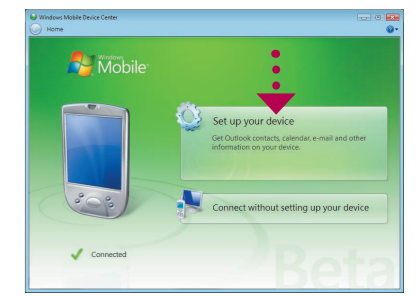 Windows Mobile Device Center
Home
Windows
Mobile
Set up your device
Get Outlook contacts, calendar, e-mail and other
information on your device.
Connect without setting up your device
Connected
Beta